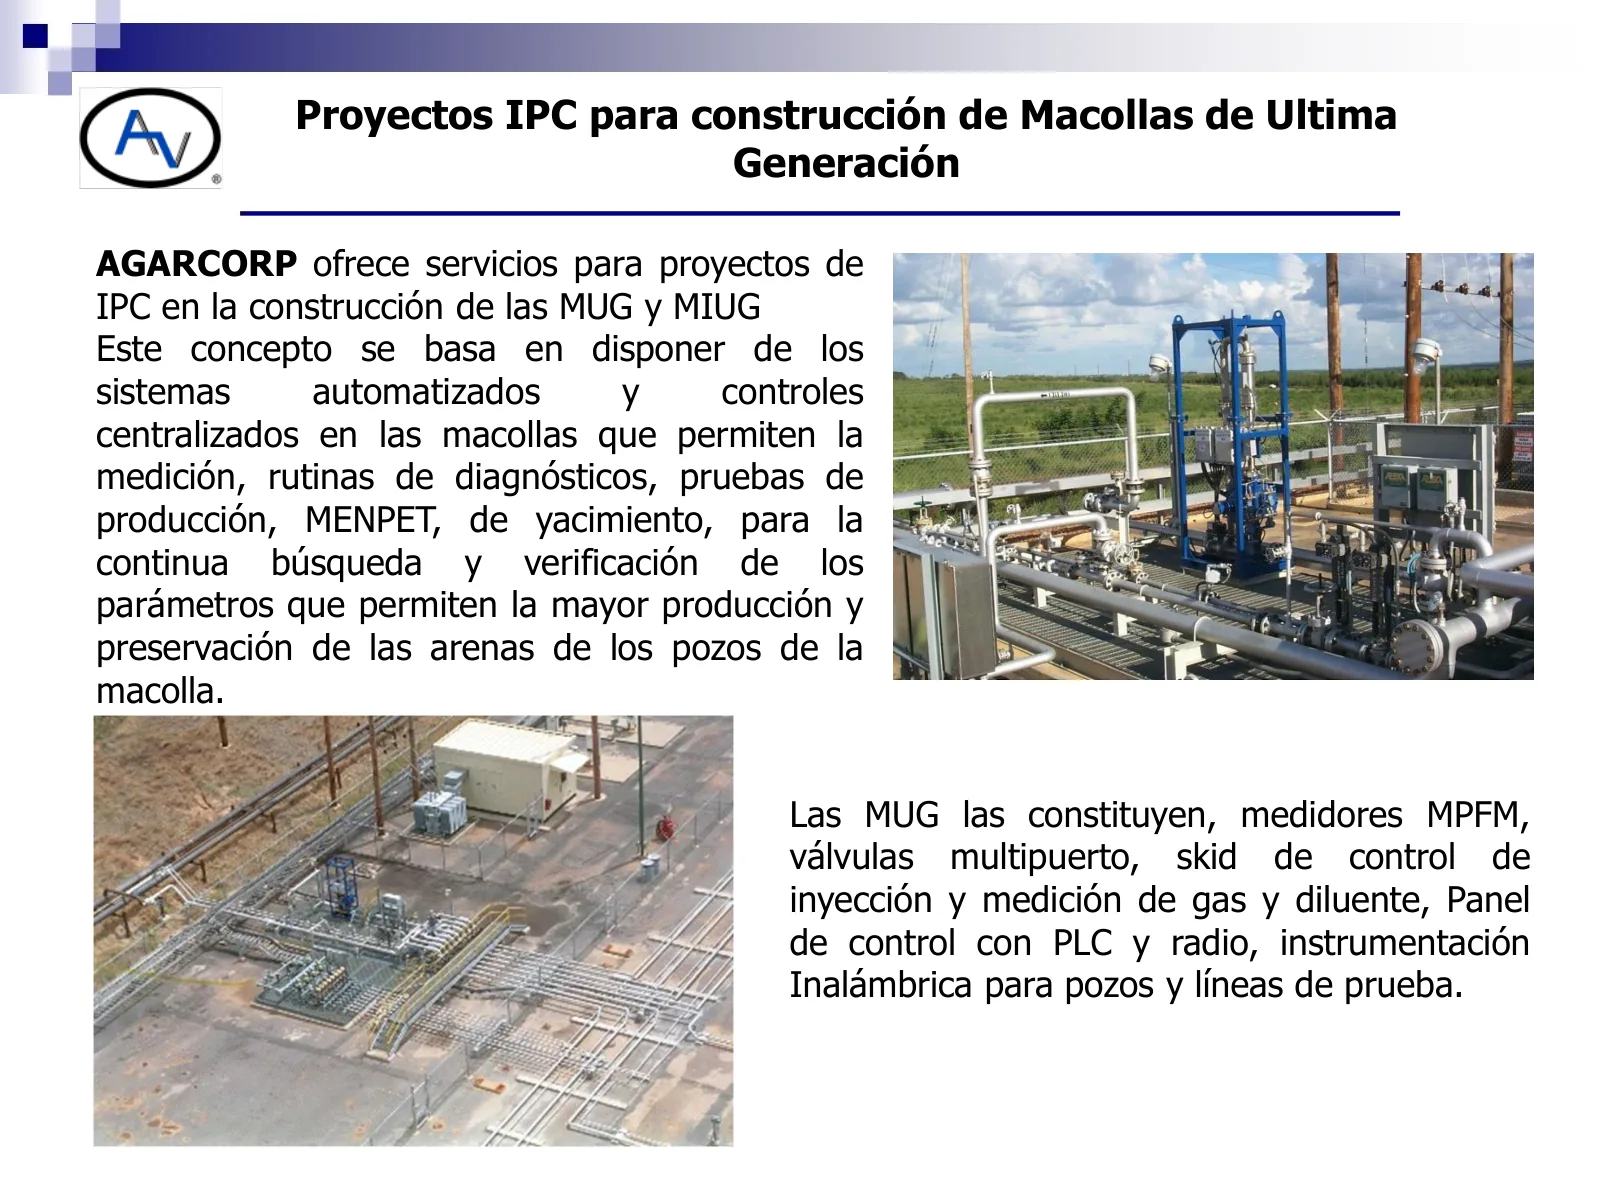 AV
®
Proyectos IPC para construcción de Macollas de Ultima
Generación
AGARCORP ofrece servicios para proyectos de
IPC en la construcción de las MUG y MIUG
Este concepto se basa en disponer de los
sistemas automatizados y controles
centralizados en las macollas que permiten la
medición, rutinas de diagnósticos, pruebas de
producción, MENPET, de yacimiento, para la
continua búsqueda y verificación de los
parámetros que permiten la mayor producción y
preservación de las arenas de los pozos de la
macolla.
Las MUG las constituyen, medidores MPFM,
válvulas multipuerto, skid de control de
inyección y medición de gas y diluente, Panel
de control con PLC y radio, instrumentación
Inalámbrica para pozos y líneas de prueba.